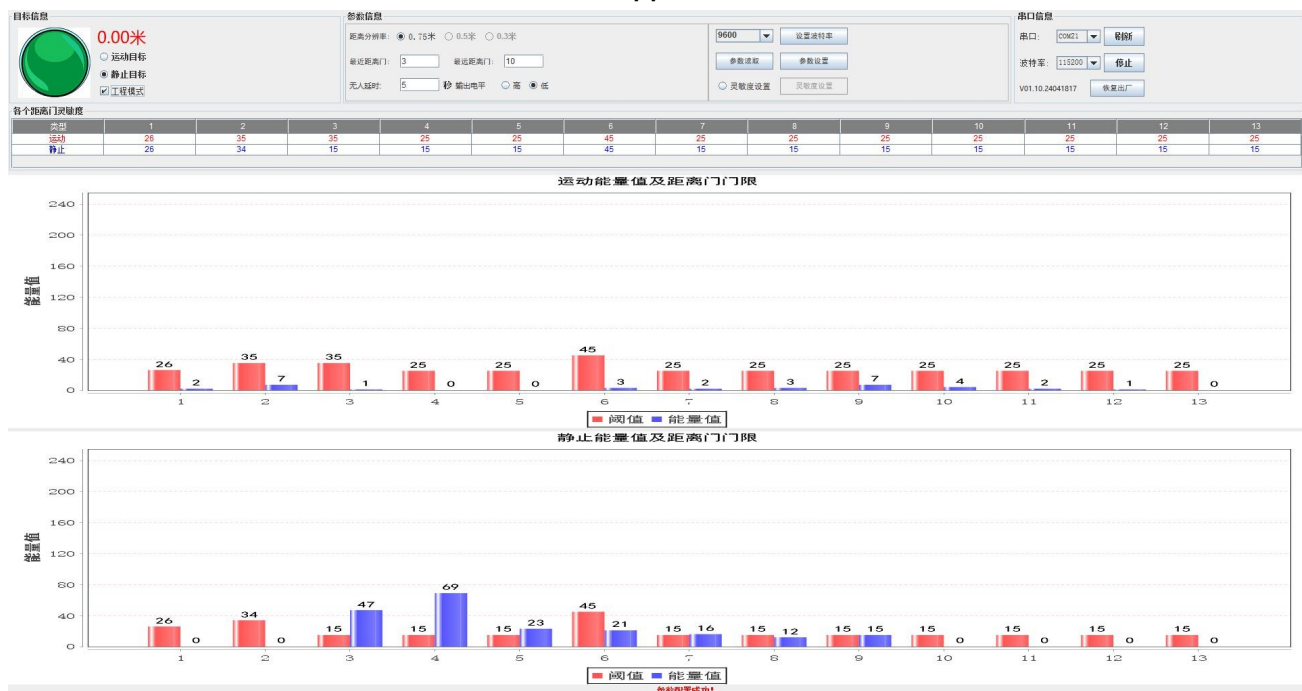 目标信息
0.00米
运动目标
静止目标
工程模式
参数信息
距离分辨率: 0.75米 0.5米 0.3米
最近距离门: 3 最远距离门: 10
无人延时: 5 秒 输出电平 高 低
9600 设置波特率
参数读取 参数设置
灵敏度设置 灵敏度设置
串口信息
串口: COM21 刷新
波特率: 115200 停止
V01.10.24041817 恢复出厂
各个距离门灵敏度
类型 1 2 3 4 5 6 7 8 9 10 11 12 13
运动 26 35 35 25 25 45 25 25 25 25 25 25 25
静止 26 34 15 15 15 45 15 15 15 15 15 15 15
运动能量值及距离门门限
能量值
240
200
160
120
80
40
0
26 2 35 7 35 1 25 0 25 0 45 3 25 2 25 3 25 7 25 4 25 2 25 1 25 0
1 2 3 4 5 6 7 8 9 10 11 12 13
阈值 能量值
静止能量值及距离门门限
能量值
240
200
160
120
80
40
0
26 0 34 0 15 47 15 69 15 23 45 21 15 16 15 12 15 15 15 0 15 0 15 0 15 0
1 2 3 4 5 6 7 8 9 10 11 12 13
阈值 能量值
参数配置成功!